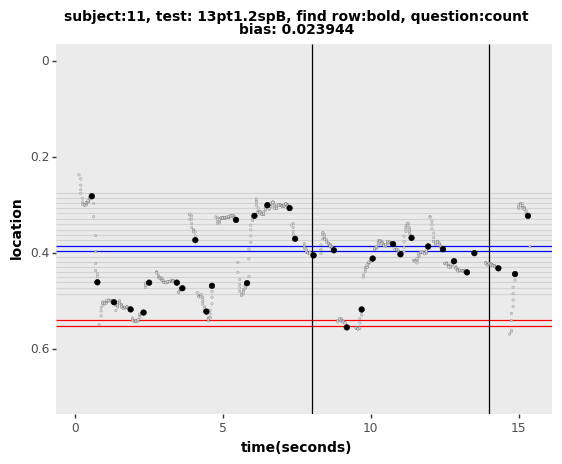 subject:11, test: 13pt1.2spB, find row:bold, question:count
bias: 0.023944
0
0.2
0.4
0.6
location
0
5
10
15
time(seconds)